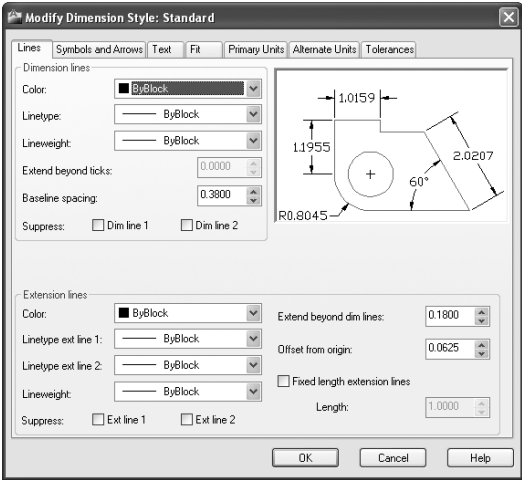 Modify Dimension Style: Standard
Lines Symbols and Arrows Text Fit Primary Units Alternate Units Tolerances
Dimension lines
Color: ByBlock
Linetype: ByBlock
Lineweight: ByBlock
Extend beyond ticks: 0.0000
Baseline spacing: 0.3800
Suppress: Dim line 1 Dim line 2
1.0159
1.1955
2.0207
60°
R0.8045
Extension lines
Color: ByBlock
Linetype ext line 1: ByBlock
Linetype ext line 2: ByBlock
Lineweight: ByBlock
Suppress: Ext line 1 Ext line 2
Extend beyond dim lines: 0.1800
Offset from origin: 0.0625
Fixed length extension lines
Length: 1.0000
OK Cancel Help